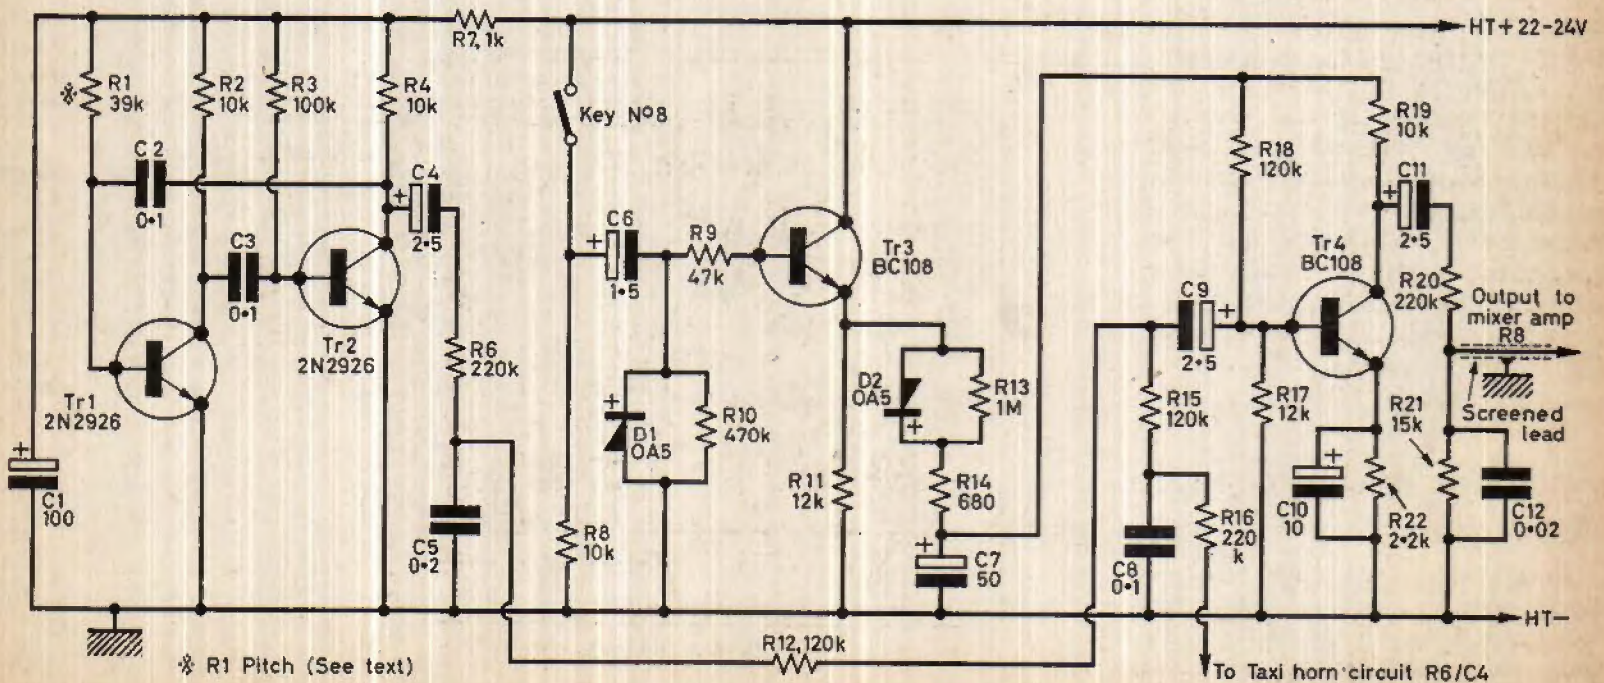 R7, 1k
HT+ 22-24V
※ R1
39k
R2
10k
R3
100k
R4
10k
Key Nº8
R19
10k
R18
120k
C2
0·1
C4
+
2·5
C11
+
2·5
C6
+
1·5
R9
47k
Tr3
BC108
C3
0·1
Tr2
2N2926
Tr4
BC108
C9
+
2·5
R20
220k
Output to
mixer amp
R8
Screened
lead
Tr1
2N2926
R6
220k
+
D1
OA5
R10
470k
D2
OA5
+
R13
1M
R15
120k
R17
12k
R21
15k
+
C1
100
R11
12k
R14
680
+
C10
10
R22
2·2k
C12
0·02
C5
0·2
R8
10k
+
C7
50
C8
0·1
R16
220
k
HT−
R12, 120k
※ R1 Pitch (See text)
To Taxi horn circuit R6/C4